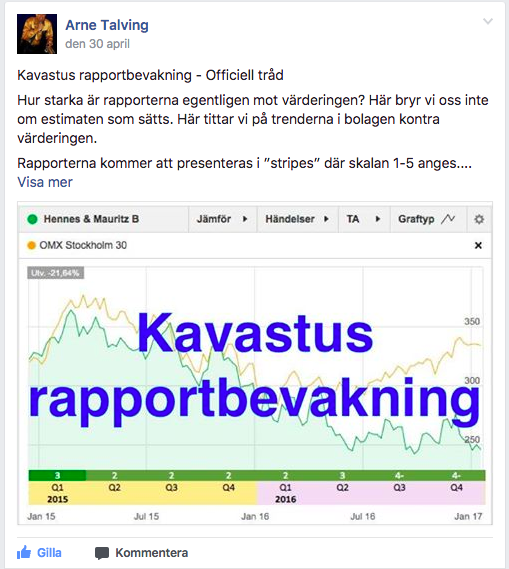 Arne Talving
den 30 april
Kavastus rapportbevakning - Officiell tråd
Hur starka är rapporterna egentligen mot värderingen? Här bryr vi oss inte
om estimaten som sätts. Här tittar vi på trenderna i bolagen kontra
värderingen.
Rapporterna kommer att presenteras i ”stripes” där skalan 1-5 anges....
Visa mer
Hennes & Mauritz B Jämför Händelser TA Graftyp
OMX Stockholm 30
Utv. -21,64%
Kavastus
rapportbevakning
350
300
250
3 2 2 2 2 3 4- 4-
Q1 Q2 Q3 Q4 Q1 Q2 Q3 Q4
2015 2016
Jan 15 Jul 15 Jan 16 Jul 16 Jan 17
Gilla Kommentera